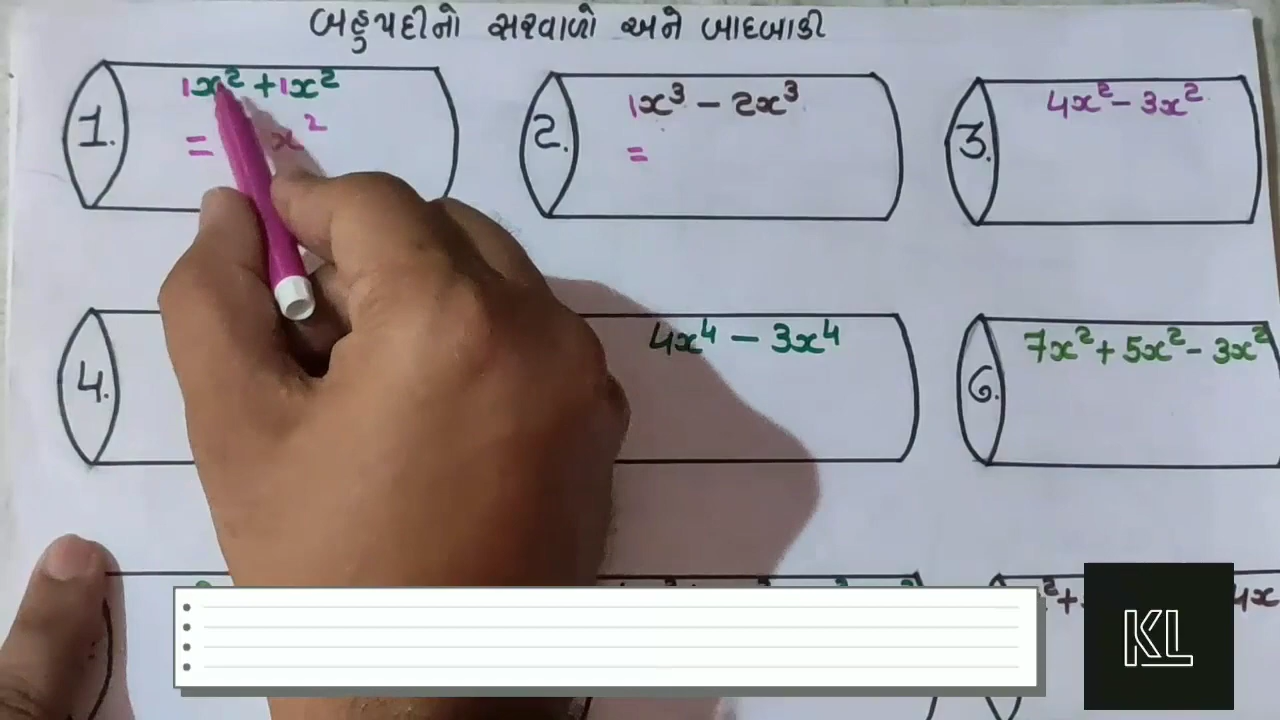 બહુપદીનો સરવાળો અને બાદબાકી
1. 1x² + 1x²
= x²
2. 1x³ - 2x³
=
3. 4x² - 3x²
4.
4x⁴ - 3x⁴
6. 7x² + 5x² - 3x²
KL